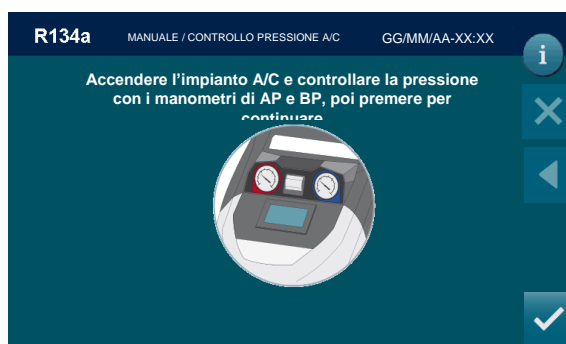 R134a MANUALE / CONTROLLO PRESSIONE A/C GG/MM/AA-XX:XX
i
Accendere l'impianto A/C e controllare la pressione
con i manometri di AP e BP, poi premere per
continuare